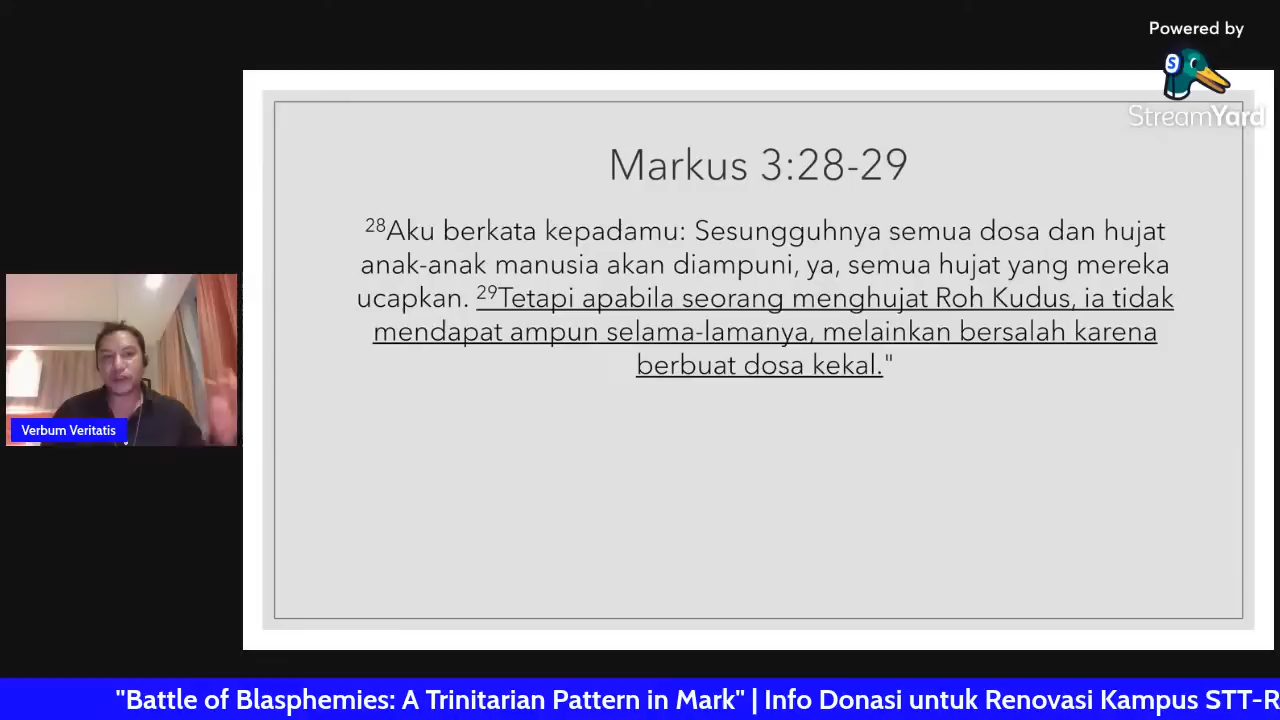 Powered by
StreamYard
Markus 3:28-29
²⁸Aku berkata kepadamu: Sesungguhnya semua dosa dan hujat
anak-anak manusia akan diampuni, ya, semua hujat yang mereka
ucapkan. ²⁹Tetapi apabila seorang menghujat Roh Kudus, ia tidak
mendapat ampun selama-lamanya, melainkan bersalah karena
berbuat dosa kekal."
Verbum Veritatis
"Battle of Blasphemies: A Trinitarian Pattern in Mark" | Info Donasi untuk Renovasi Kampus STT-R